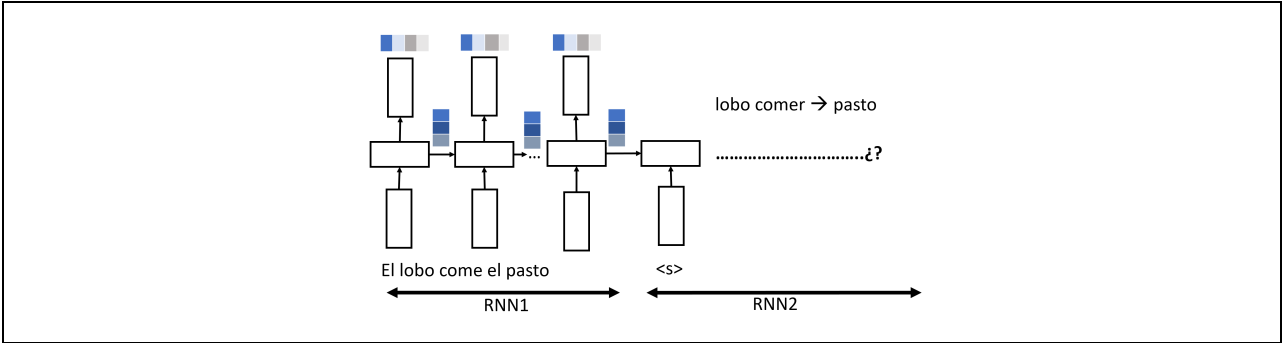 lobo comer → pasto
...
……………………………..¿?
El lobo come el pasto
<s>
RNN1
RNN2